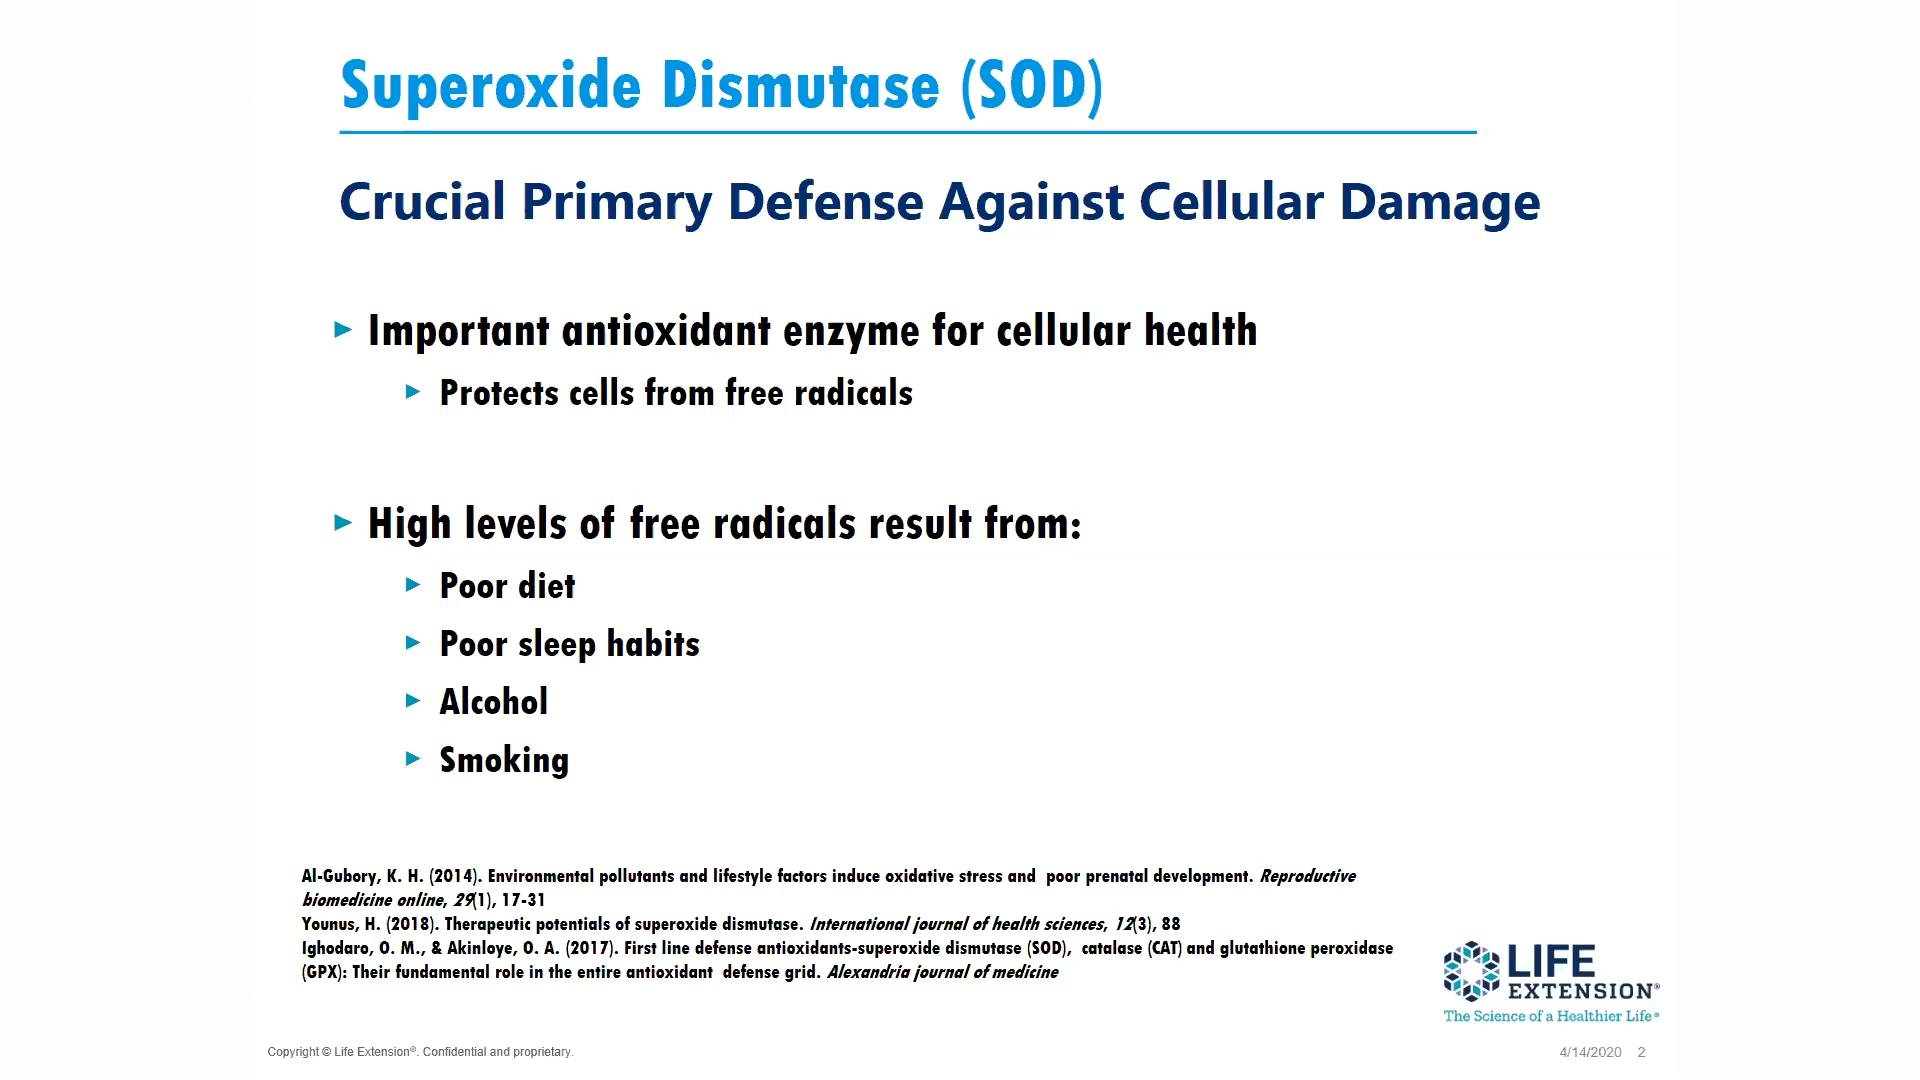 Superoxide Dismutase (SOD)
Crucial Primary Defense Against Cellular Damage
Important antioxidant enzyme for cellular health
Protects cells from free radicals
High levels of free radicals result from:
Poor diet
Poor sleep habits
Alcohol
Smoking
Al-Gubory, K. H. (2014). Environmental pollutants and lifestyle factors induce oxidative stress and poor prenatal development. Reproductive
biomedicine online, 29(1), 17-31
Younus, H. (2018). Therapeutic potentials of superoxide dismutase. International journal of health sciences, 12(3), 88
Ighodaro, O. M., & Akinloye, O. A. (2017). First line defense antioxidants-superoxide dismutase (SOD), catalase (CAT) and glutathione peroxidase
(GPX): Their fundamental role in the entire antioxidant defense grid. Alexandria journal of medicine
LIFE
EXTENSION®
The Science of a Healthier Life®
Copyright © Life Extension®. Confidential and proprietary.
4/14/2020 2